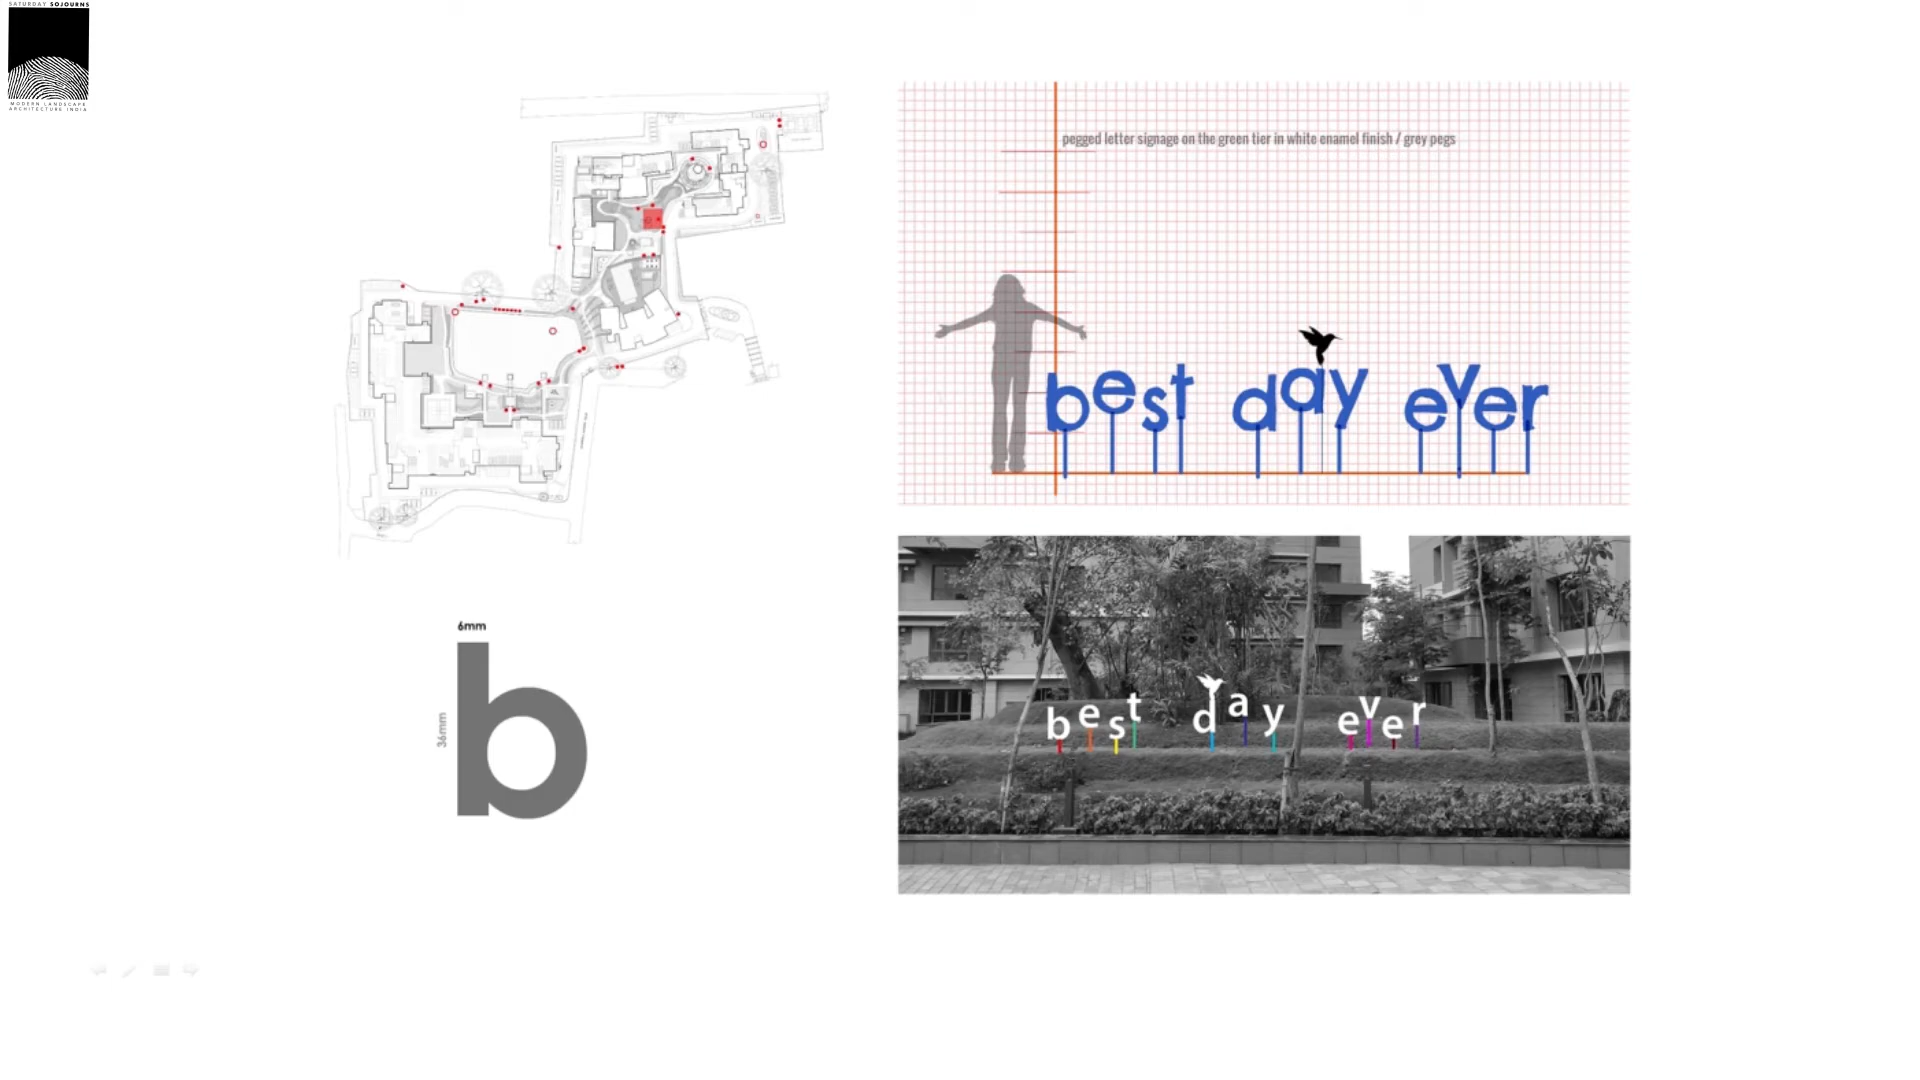 SATURDAY SOJOURNS
MODERN LANDSCAPE
ARCHITECTURE INDIA
pegged letter signage on the green tier in white enamel finish / grey pegs
best day ever
6mm
36mm
b
best day ever